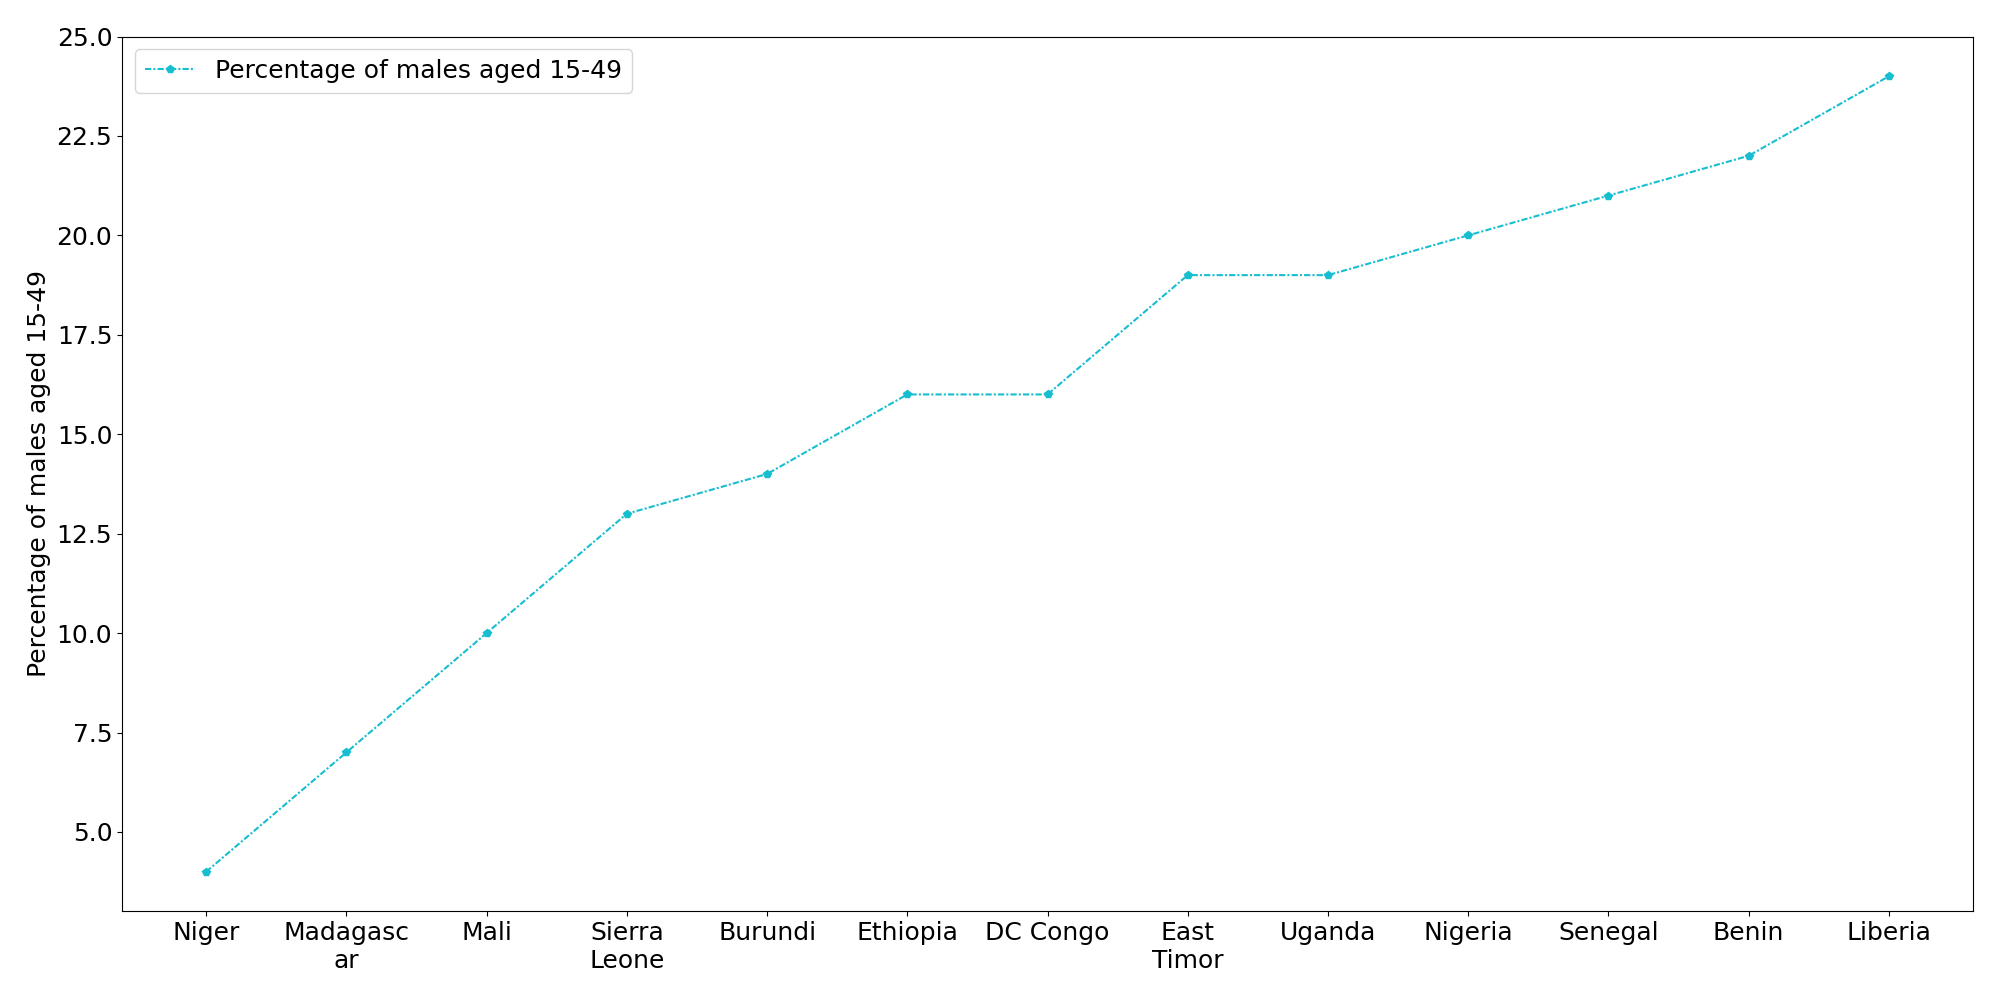 Percentage of males aged 15-49
Percentage of males aged 15-49
25.0
22.5
20.0
17.5
15.0
12.5
10.0
7.5
5.0
Niger
Madagasc
ar
Mali
Sierra
Leone
Burundi
Ethiopia
DC Congo
East
Timor
Uganda
Nigeria
Senegal
Benin
Liberia